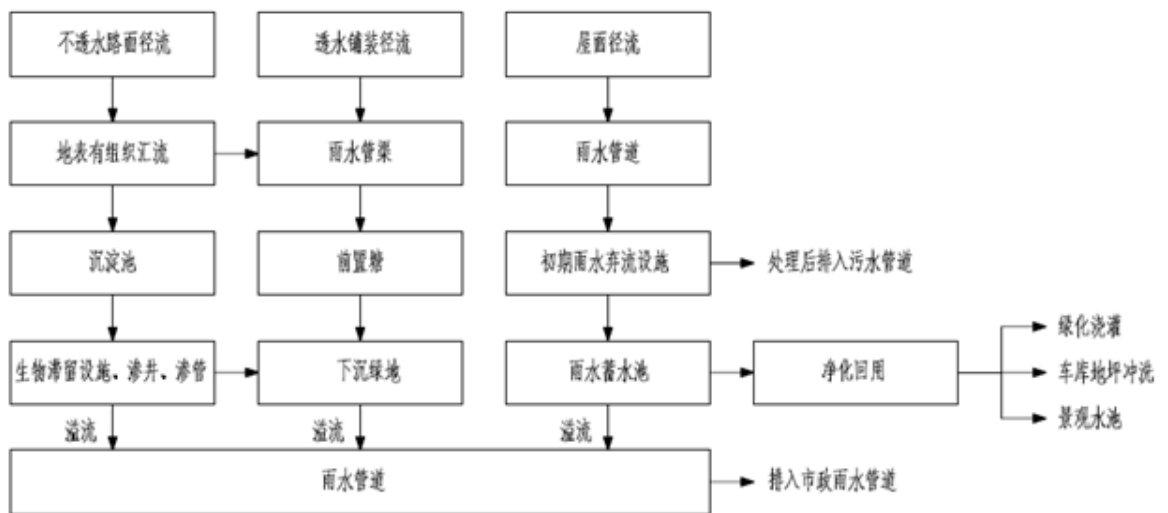 不透水路面径流
透水铺装径流
屋面径流
地表有组织汇流
雨水管渠
雨水管道
沉淀池
前置塘
初期雨水弃流设施
处理后排入污水管道
生物滞留设施、渗井、渗管
下沉绿地
雨水蓄水池
净化回用
绿化浇灌
车库地坪冲洗
景观水池
溢流
溢流
溢流
雨水管道
排入市政雨水管道